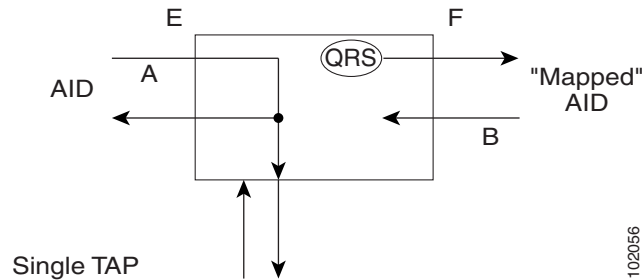 E
F
A
QRS
AID
"Mapped"
AID
B
Single TAP
102056